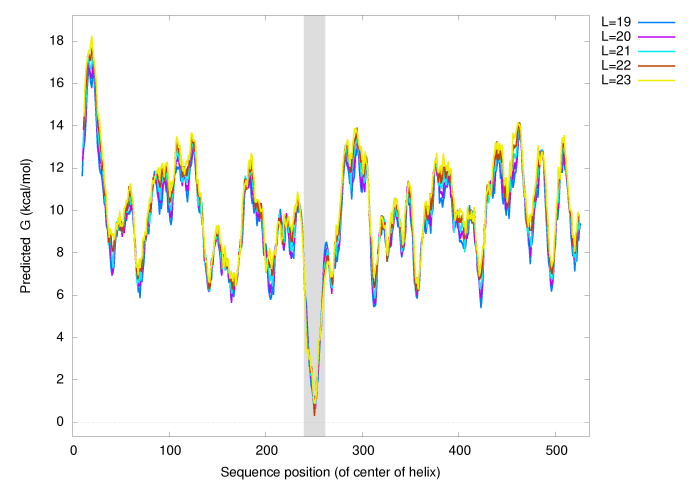 L=19
L=20
L=21
L=22
L=23
18
16
14
12
10
8
6
4
2
0
Predicted G (kcal/mol)
0 100 200 300 400 500
Sequence position (of center of helix)